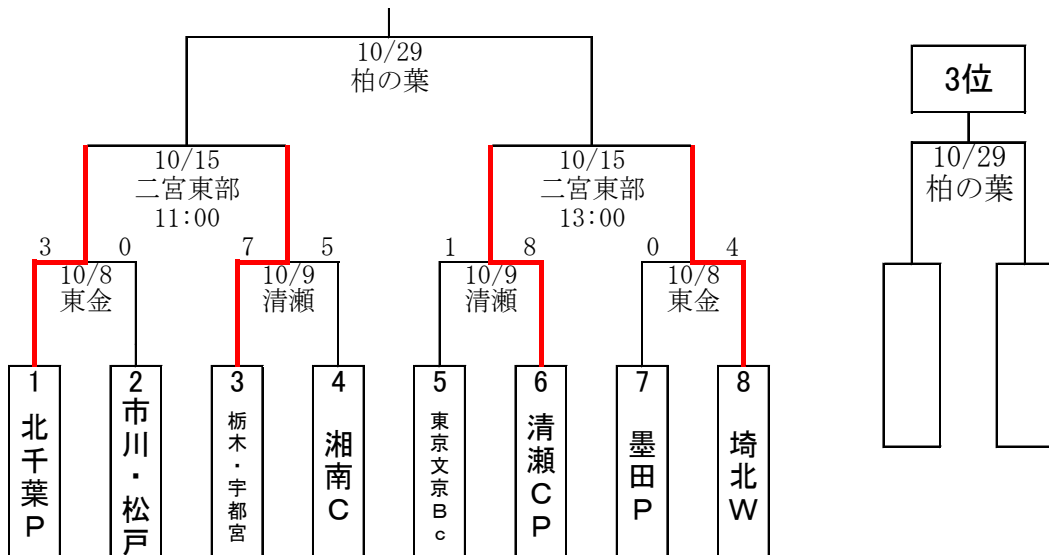 10/29
柏の葉
3位
10/29
柏の葉
10/15
二宮東部
11:00
10/15
二宮東部
13:00
3 0 7 5 1 8 0 4
10/8
東金
10/9
清瀬
10/9
清瀬
10/8
東金
1
北千葉P
2
市川・松戸
3
栃木・宇都宮
4
湘南C
5
東京文京Bc
6
清瀬CP
7
墨田P
8
埼北W